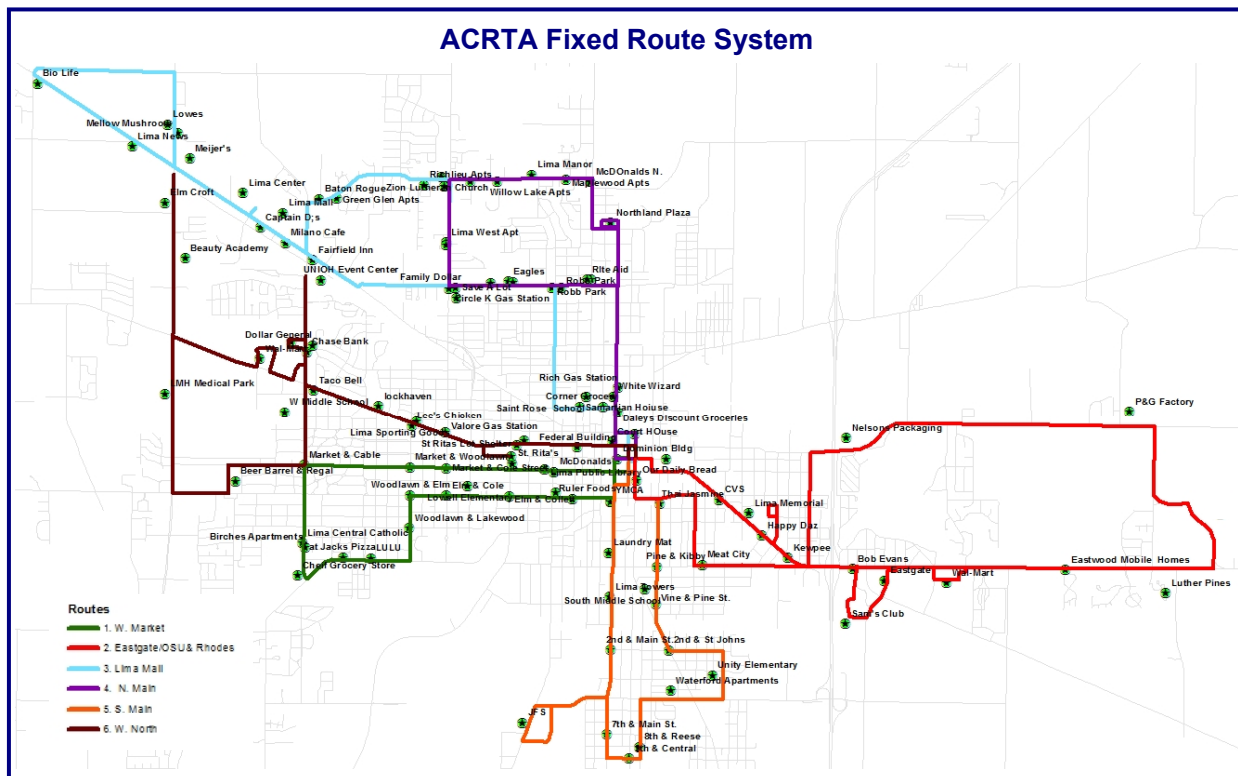 ACRTA Fixed Route System
Bio Life
Lowes
Mellow Mushroom
Lima News
Meijer's
Elm Croft
Lima Center
Lima Mall
Captain D;s
Milano Cafe
Beauty Academy
Fairfield Inn
UNIOH Event Center
Baton Rogue
Green Glen Apts
Richlieu Apts
Zion Lutheran Church
Lima Manor
Willow Lake Apts
Maplewood Apts
McDOnalds N.
Northland Plaza
Lima West Apt
Family Dollar
Save A Lot
Circle K Gas Station
Eagles
RIte Aid
Robb Park
Robb Park
Dollar General
Wal-Mart
Chase Bank
Taco Bell
LMH Medical Park
W Middle School
lockhaven
Lee's Chicken
Lima Sporting Good
Valore Gas Station
Rich Gas Station
White Wizard
Corner Grocer
Saint Rose School
Samaritan Hoiuse
Daleys Discount Groceries
Court HOuse
Federal Building
Dominion Bldg
St Ritas Lot Shelter
St. Rita's
McDonalds
Market & Cable
Market & Woodlawn
Market & Cole Street
Lima Public Library
Our Daily Bread
Beer Barrel & Regal
Woodlawn & Elm
Elm & Cole
Lowell Elementary
Elm & College
Ruler Foods
YMCA
Thai Jasmine
CVS
Lima Memorial
Happy Daz
Kewpee
P&G Factory
Nelsons Packaging
Woodlawn & Lakewood
Lima Central Catholic
Birches Apartments
Fat Jacks Pizza
LULU
Cheif Grocery Store
Laundry Mat
Pine & Kibby
Meat City
Bob Evans
Eastgate
Wal-Mart
Eastwood Mobile Homes
Luther Pines
Sam's Club
Lima Towers
South Middle School
Vine & Pine St.
2nd & Main St.
2nd & St Johns
Unity Elementary
Waterford Apartments
JFS
7th & Main St.
8th & Reese
9th & Central
Routes
1. W. Market
2. Eastgate/OSU & Rhodes
3. Lima Mall
4. N. Main
5. S. Main
6. W. North